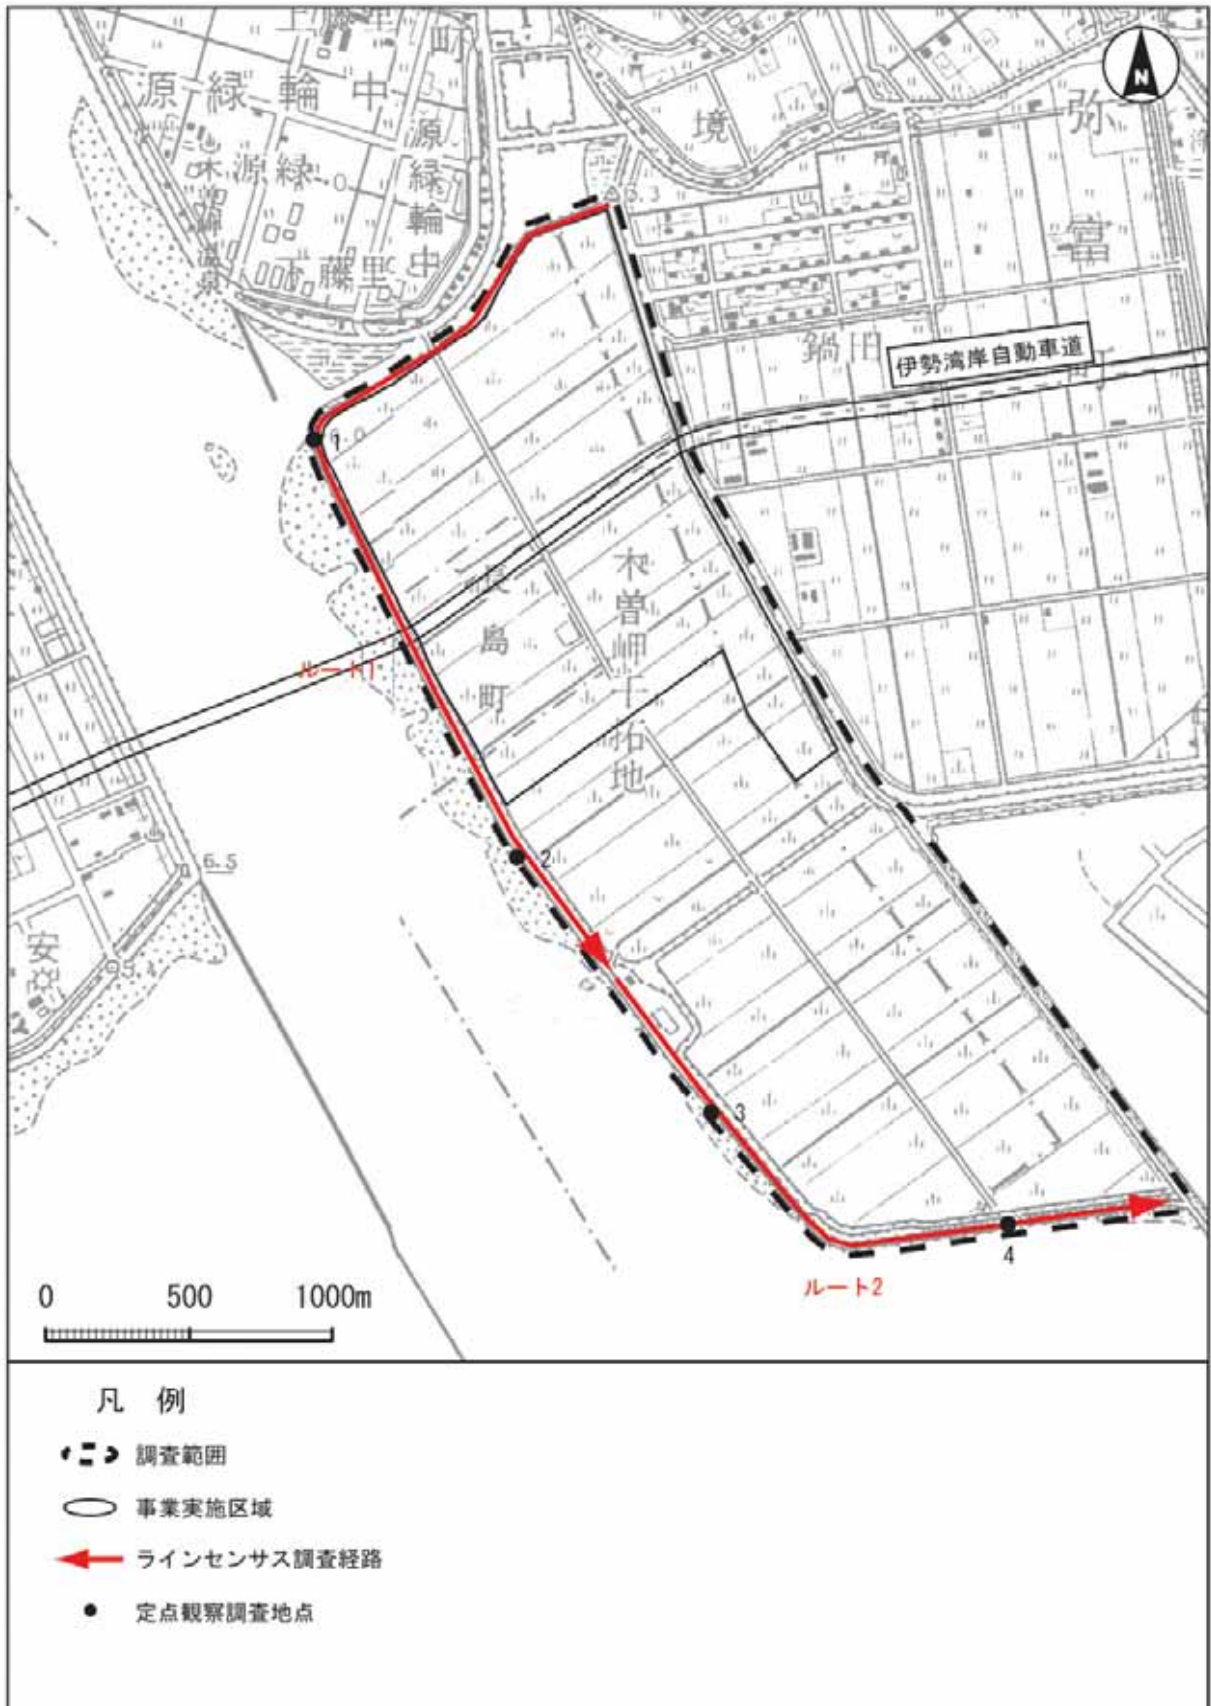 N
源緑輪中
源緑輪中
源緑
境
弥
富
鍋田
伊勢湾岸自動車道
1
木曽岬干拓地
長島町
ルート1
2
6.5
安
3
4
ルート2
0 500 1000m
凡 例
調査範囲
事業実施区域
ラインセンサス調査経路
定点観察調査地点